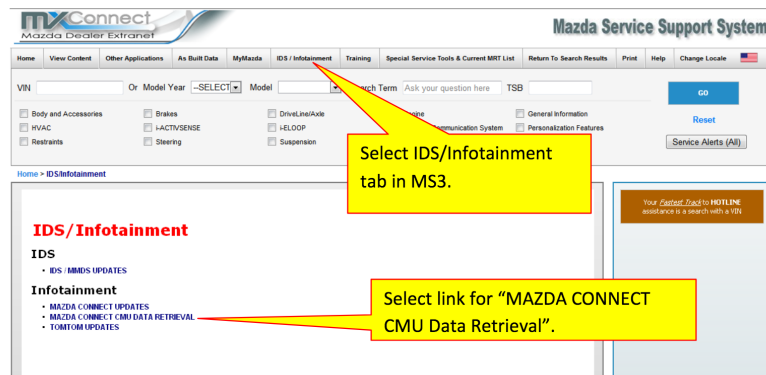 mxConnect
Mazda Dealer Extranet
Mazda Service Support System
Home View Content Other Applications As Built Data MyMazda IDS / Infotainment Training Special Service Tools & Current MRT List Return To Search Results Print Help Change Locale
VIN Or Model Year --SELECT Model Search Term Ask your question here TSB
GO
Body and Accessories Brakes DriveLine/Axle General Information
HVAC i-ACTIVSENSE i-ELOOP Communication System Personalization Features
Restraints Steering Suspension
Reset
Service Alerts (All)
Select IDS/Infotainment
tab in MS3.
Home > IDS/Infotainment
Your Fastest Track to HOTLINE
assistance is a search with a VIN
IDS/Infotainment
IDS
• IDS / MMDS UPDATES
Infotainment
• MAZDA CONNECT UPDATES
• MAZDA CONNECT CMU DATA RETRIEVAL
• TOMTOM UPDATES
Select link for “MAZDA CONNECT
CMU Data Retrieval”.